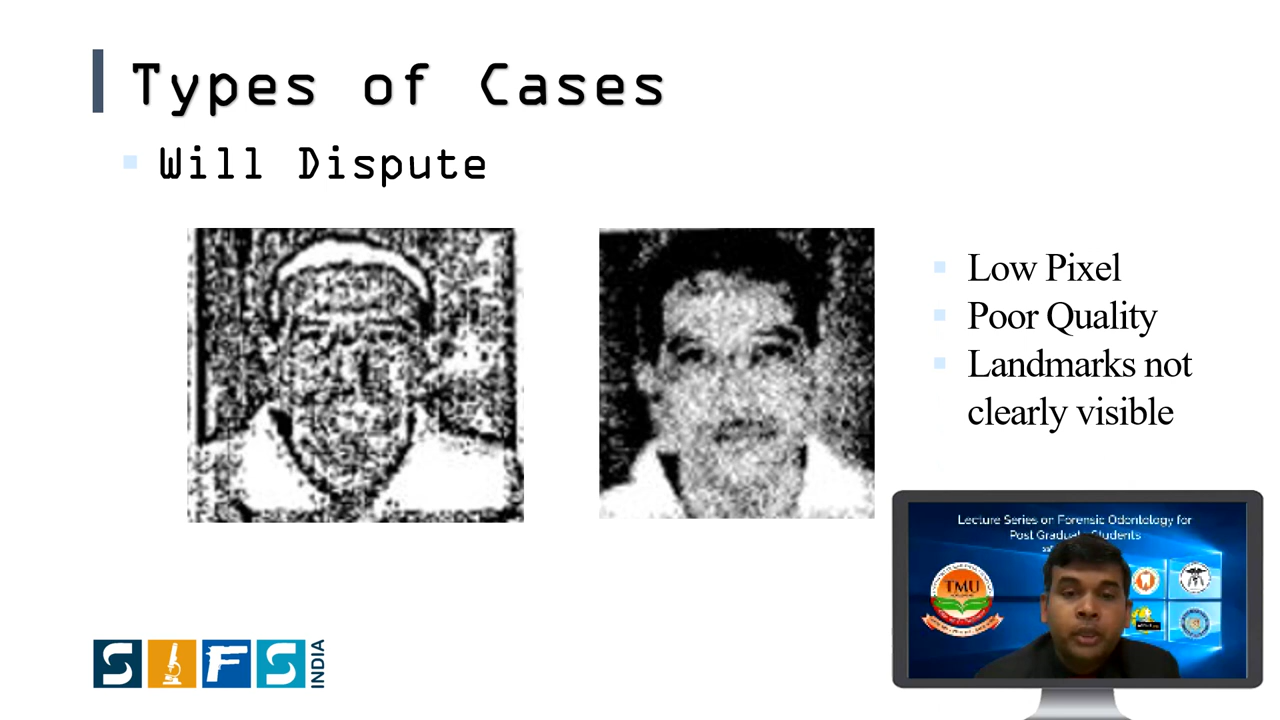 Types of Cases
Will Dispute
Low Pixel
Poor Quality
Landmarks not
clearly visible
Lecture Series on Forensic Odontology for
Post Graduate Students
TMU
SIFS
INDIA